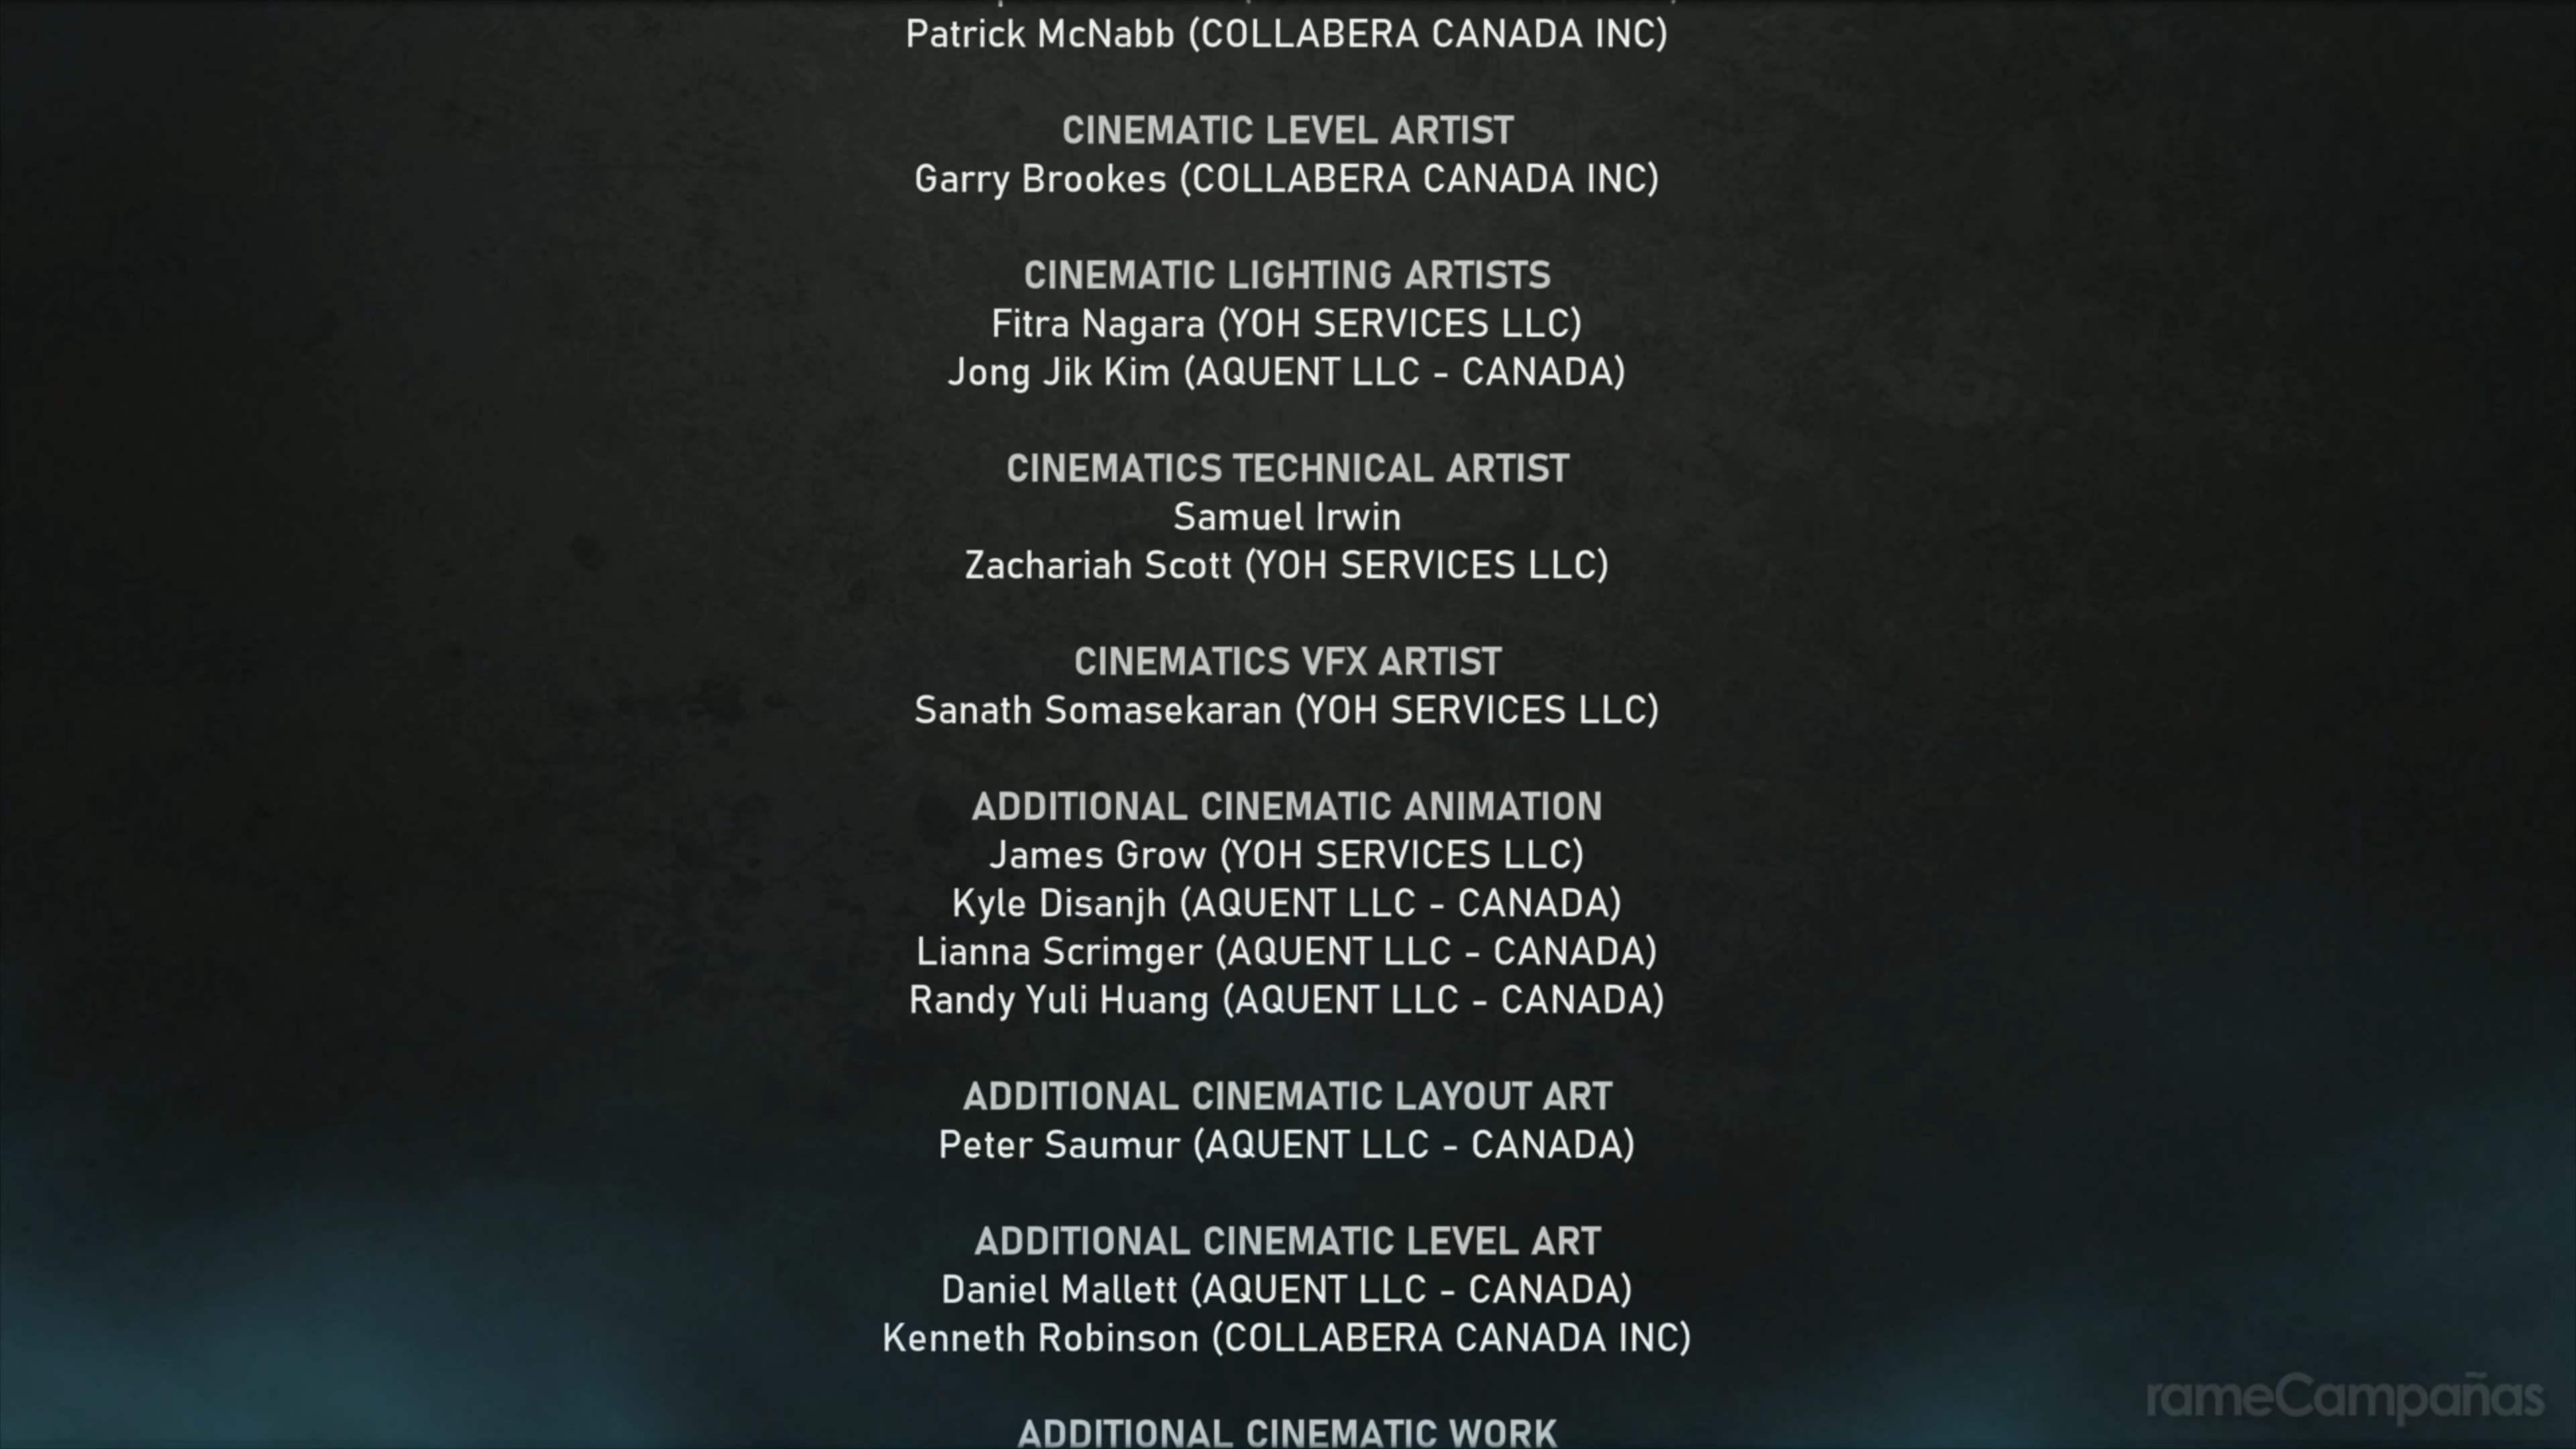 Patrick McNabb (COLLABERA CANADA INC)
CINEMATIC LEVEL ARTIST
Garry Brookes (COLLABERA CANADA INC)
CINEMATIC LIGHTING ARTISTS
Fitra Nagara (YOH SERVICES LLC)
Jong Jik Kim (AQUENT LLC - CANADA)
CINEMATICS TECHNICAL ARTIST
Samuel Irwin
Zachariah Scott (YOH SERVICES LLC)
CINEMATICS VFX ARTIST
Sanath Somasekaran (YOH SERVICES LLC)
ADDITIONAL CINEMATIC ANIMATION
James Grow (YOH SERVICES LLC)
Kyle Disanjh (AQUENT LLC - CANADA)
Lianna Scrimger (AQUENT LLC - CANADA)
Randy Yuli Huang (AQUENT LLC - CANADA)
ADDITIONAL CINEMATIC LAYOUT ART
Peter Saumur (AQUENT LLC - CANADA)
ADDITIONAL CINEMATIC LEVEL ART
Daniel Mallett (AQUENT LLC - CANADA)
Kenneth Robinson (COLLABERA CANADA INC)
ADDITIONAL CINEMATIC WORK
rameCampañas